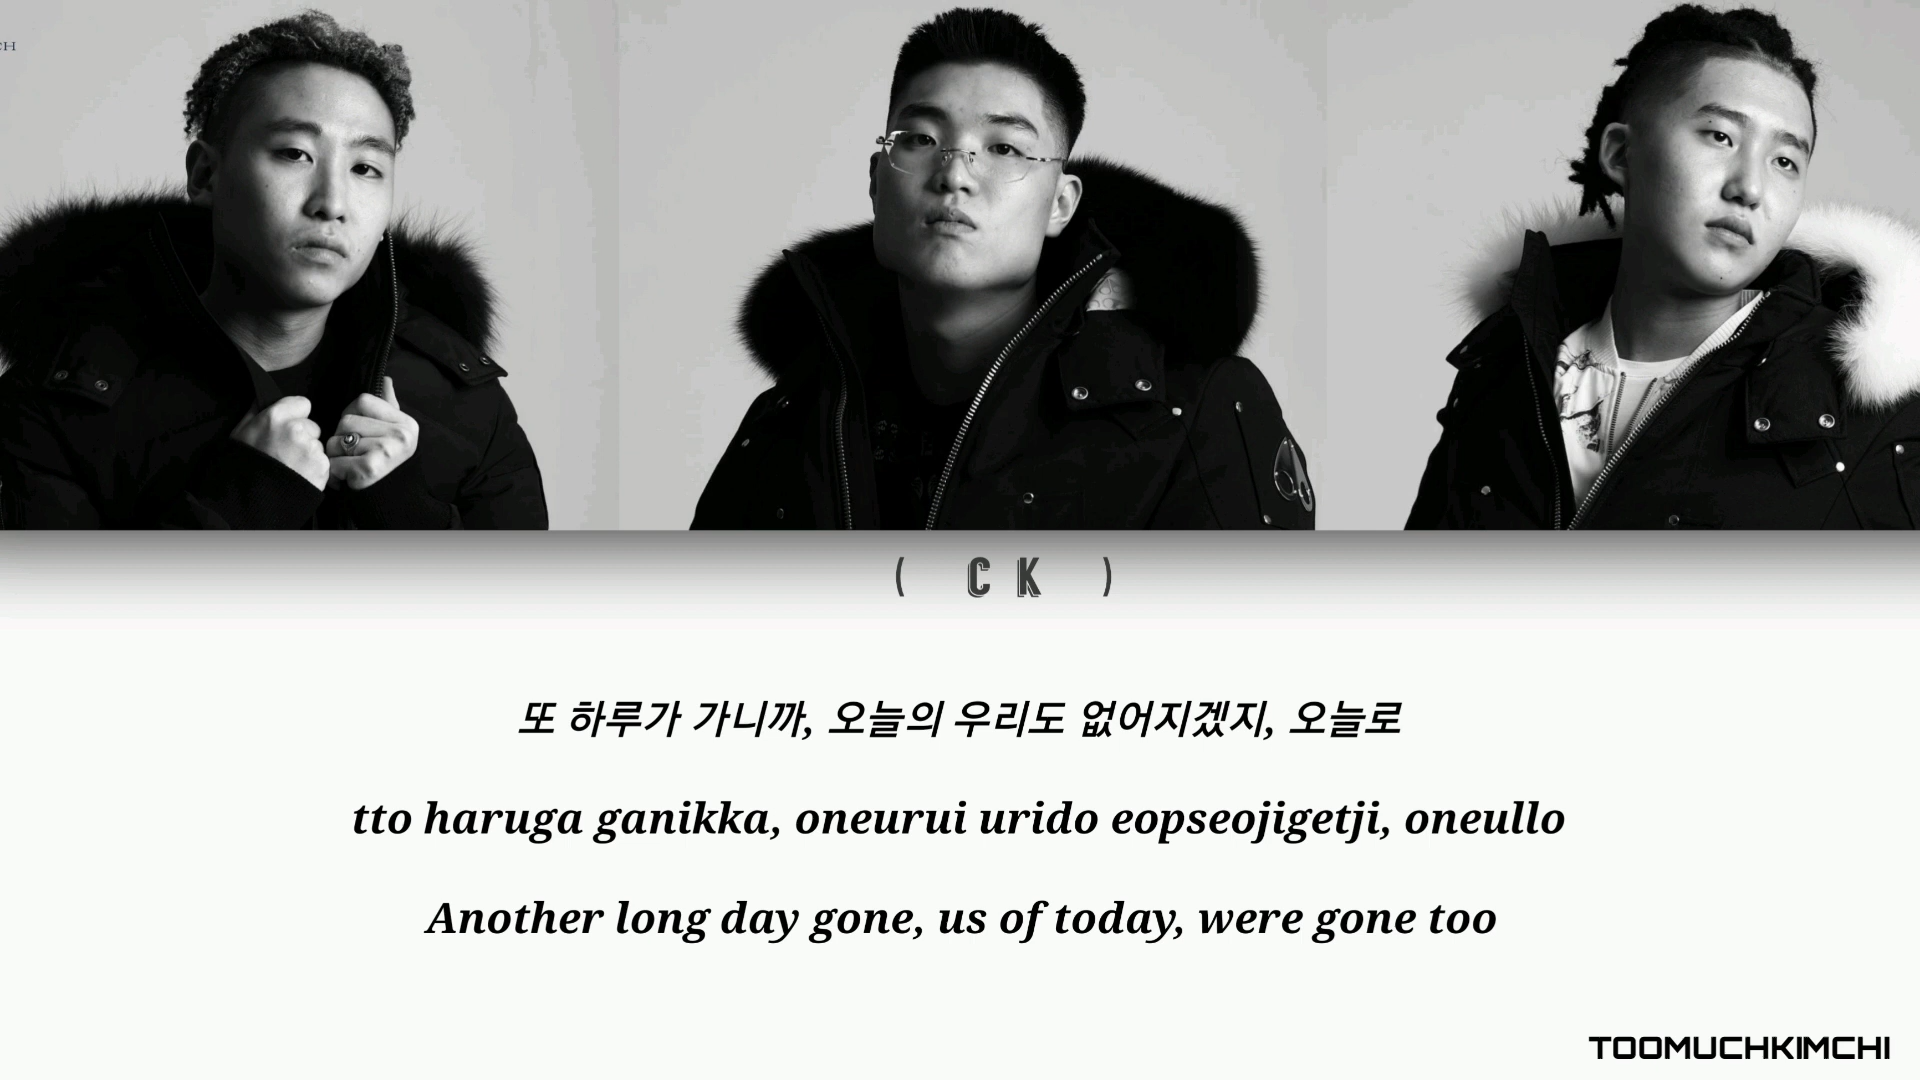 CH
( CK )
또 하루가 가니까, 오늘의 우리도 없어지겠지, 오늘로
tto haruga ganikka, oneurui urido eopseojigetji, oneullo
Another long day gone, us of today, were gone too
TOOMUCHKIMCHI